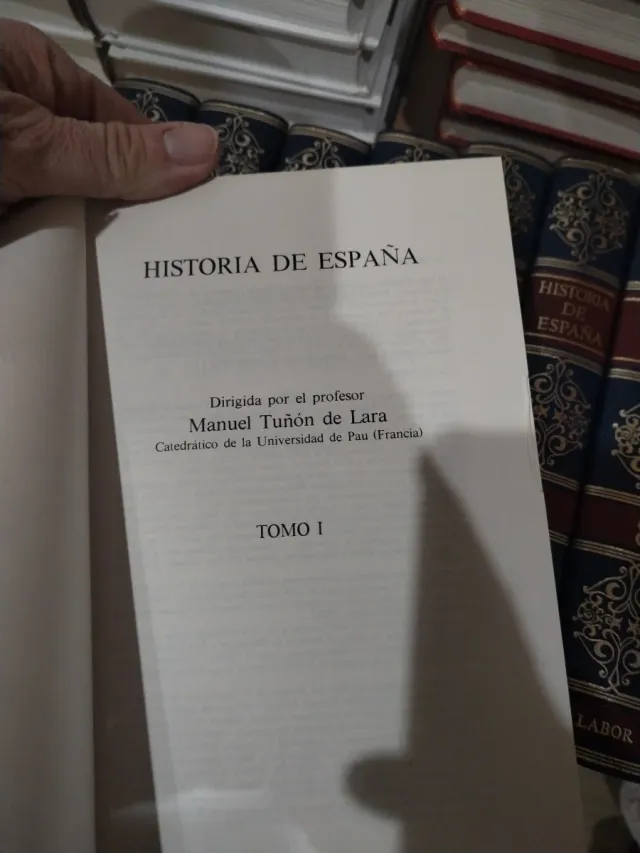 HISTORIA DE ESPAÑA
Dirigida por el profesor
Manuel Tuñón de Lara
Catedrático de la Universidad de Pau (Francia)
TOMO I
HISTORIA
DE
ESPAÑA
LABOR